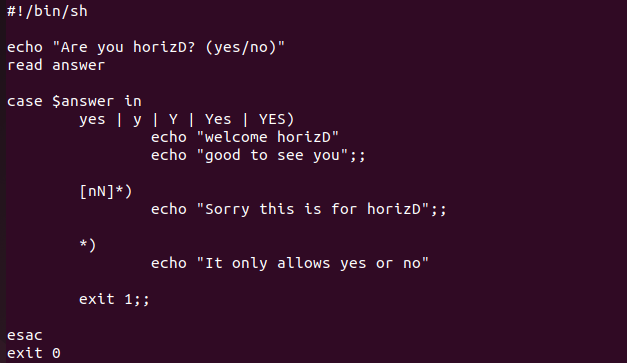 #!/bin/sh
echo "Are you horizD? (yes/no)"
read answer
case $answer in
yes | y | Y | Yes | YES)
echo "welcome horizD"
echo "good to see you";;
[nN]*)
echo "Sorry this is for horizD";;
*)
echo "It only allows yes or no"
exit 1;;
esac
exit 0